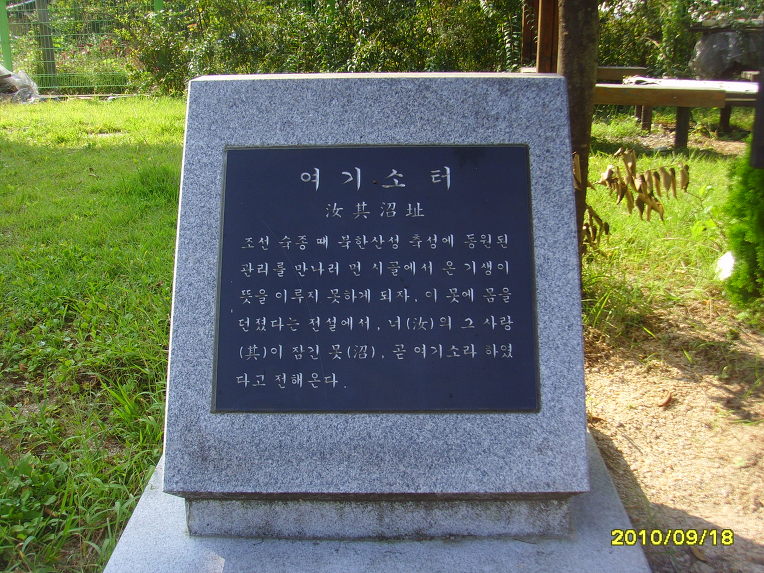 여기소터
汝其沼址
조선 숙종 때 북한산성 축성에 동원된
관리를 만나러 먼 시골에서 온 기생이
뜻을 이루지 못하게 되자, 이 못에 몸을
던졌다는 전설에서, 너(汝)의 그 사랑
(其)이 잠긴 못(沼), 곧 여기소라 하였
다고 전해온다.
2010/09/18